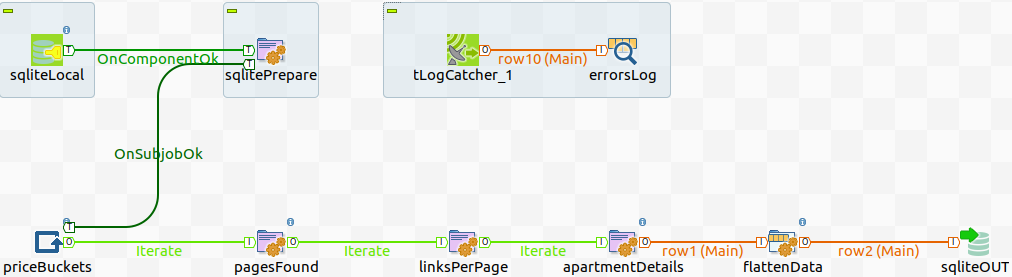 T
OnComponentOk
T
T
sqliteLocal
sqlitePrepare
O
row10 (Main)
I
tLogCatcher_1
errorsLog
OnSubjobOk
T
O
Iterate
I
O
Iterate
I
O
Iterate
I
O
row1 (Main)
I
O
row2 (Main)
I
priceBuckets
pagesFound
linksPerPage
apartmentDetails
flattenData
sqliteOUT